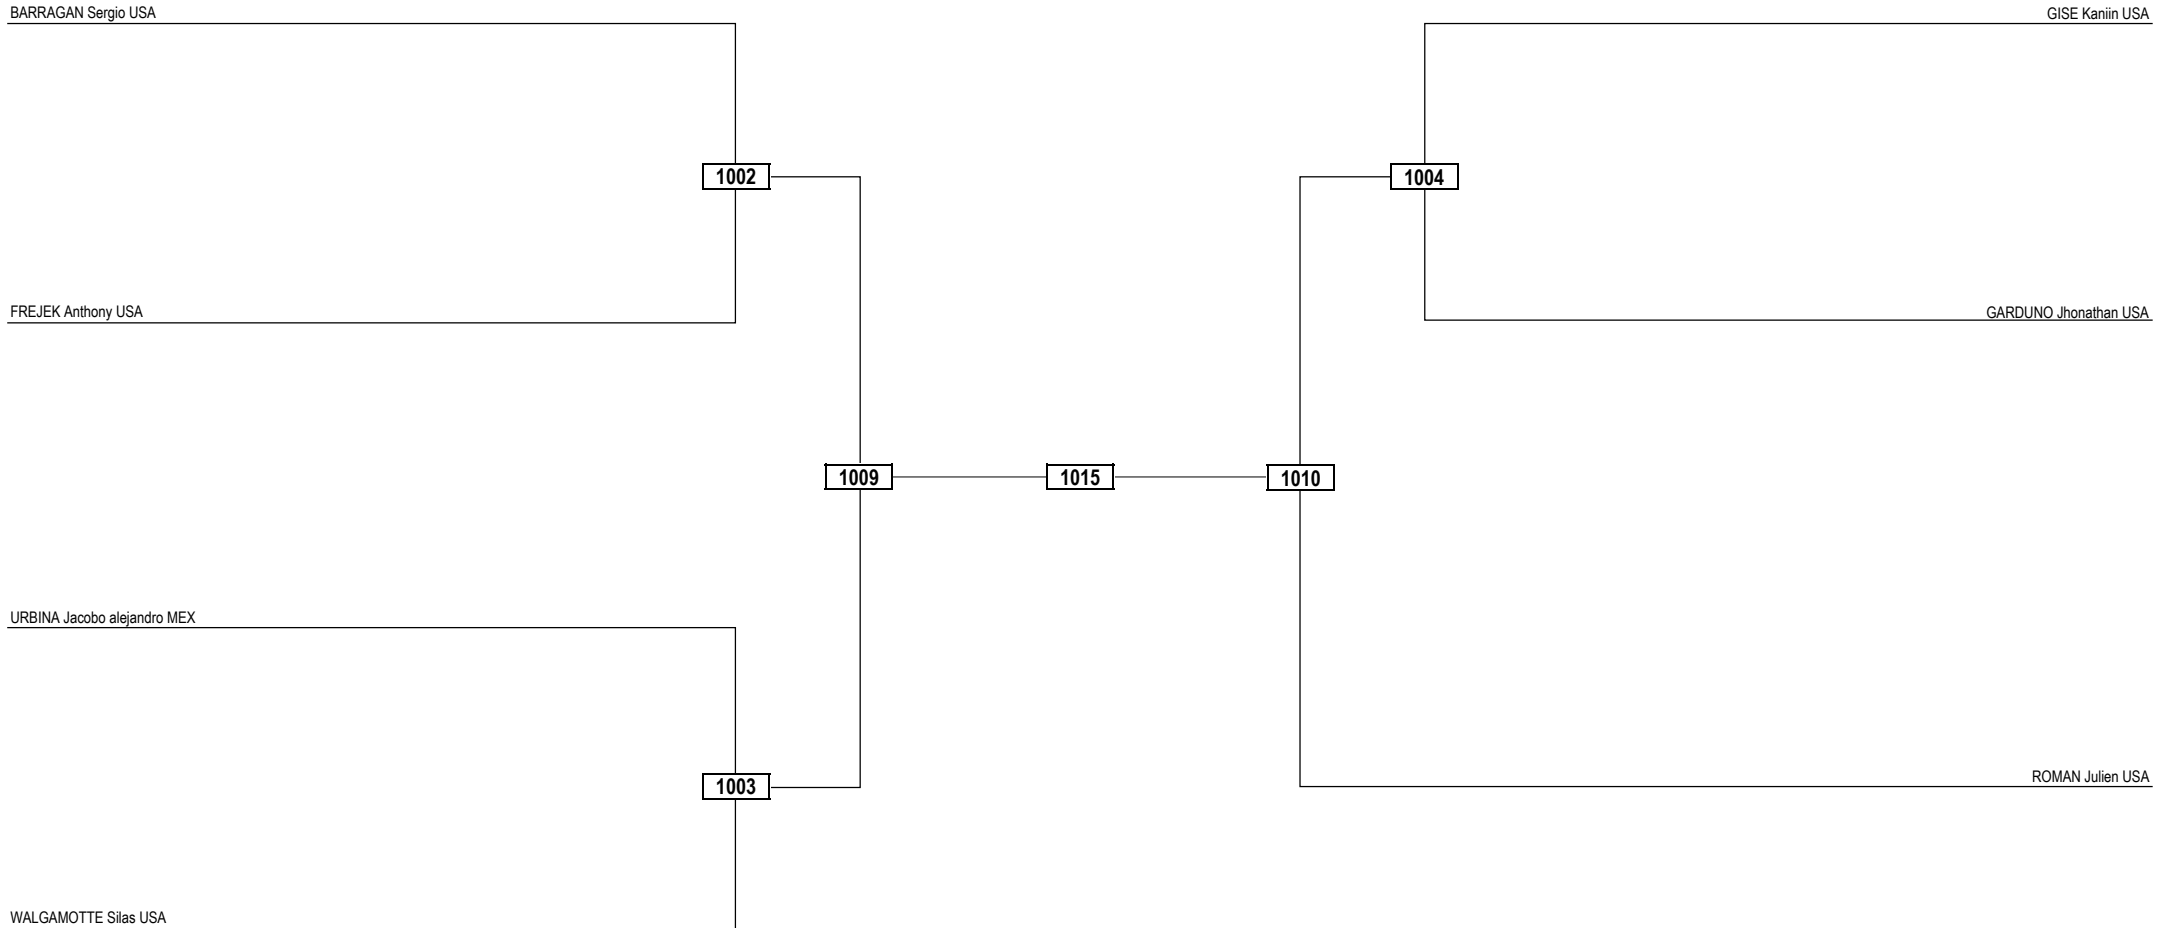 BARRAGAN Sergio USA
GISE Kaniin USA
1002
1004
FREJEK Anthony USA
GARDUNO Jhonathan USA
1009
1015
1010
URBINA Jacobo alejandro MEX
1003
ROMAN Julien USA
WALGAMOTTE Silas USA